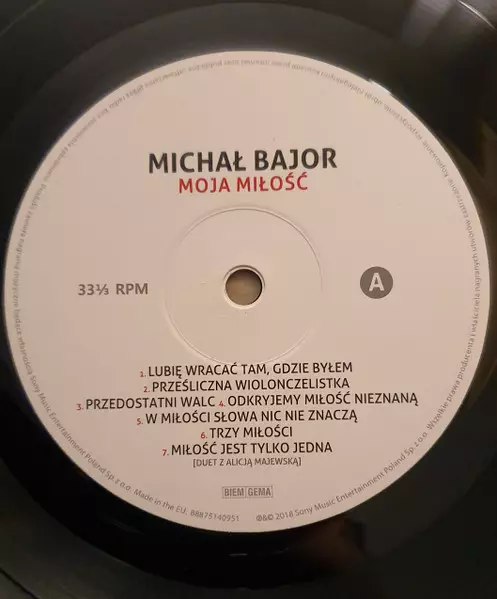 MICHAŁ BAJOR
MOJA MIŁOŚĆ
33⅓ RPM
A
1. LUBIĘ WRACAĆ TAM, GDZIE BYŁEM
2. PRZEŚLICZNA WIOLONCZELISTKA
3. PRZEDOSTATNI WALC 4. ODKRYJEMY MIŁOŚĆ NIEZNANĄ
5. W MIŁOŚCI SŁOWA NIC NIE ZNACZĄ
6. TRZY MIŁOŚCI
7. MIŁOŚĆ JEST TYLKO JEDNA
[DUET Z ALICJĄ MAJEWSKĄ]
BIEM GEMA
Sony Music Entertainment Poland Sp. z o.o. Made in the EU. 88875140951 ℗&© 2018 Sony Music Entertainment Poland Sp. z o.o. Wszelkie prawa producenta i właściciela nagranych utworów zastrzeżone.